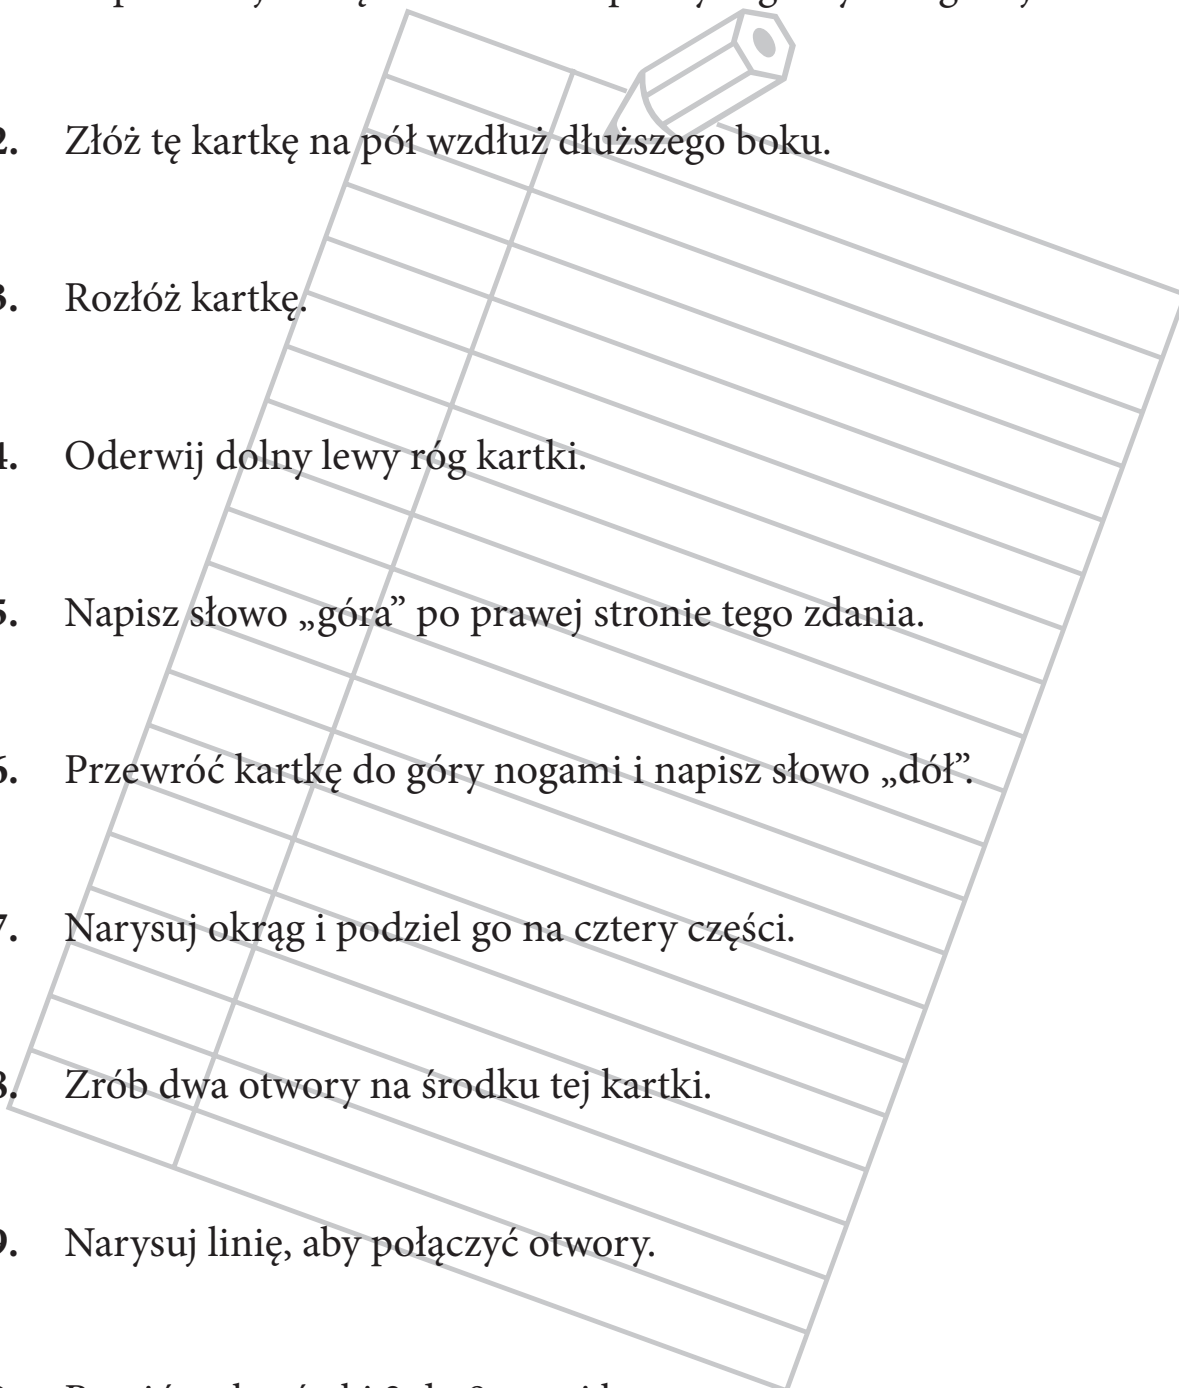 2. Złóż tę kartkę na pół wzdłuż dłuższego boku.
3. Rozłóż kartkę.
4. Oderwij dolny lewy róg kartki.
5. Napisz słowo „góra” po prawej stronie tego zdania.
6. Przewróć kartkę do góry nogami i napisz słowo „dół”.
7. Narysuj okrąg i podziel go na cztery części.
8. Zrób dwa otwory na środku tej kartki.
9. Narysuj linię, aby połączyć otwory.